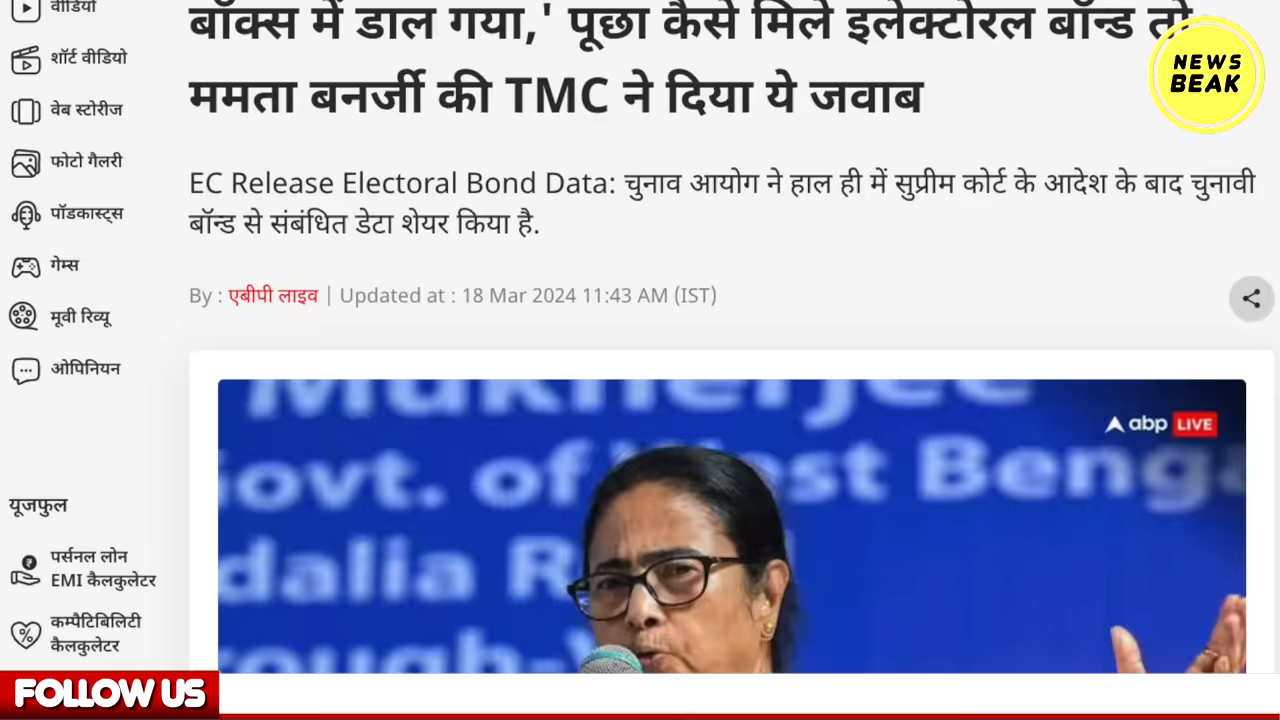 वीडियो
शॉर्ट वीडियो
वेब स्टोरीज
फोटो गैलरी
पॉडकास्ट्स
गेम्स
मूवी रिव्यू
ओपिनियन
यूजफुल
पर्सनल लोन
EMI कैलकुलेटर
कम्पैटिबिलिटी
कैलकुलेटर
बॉक्स में डाल गया,' पूछा कैसे मिले इलेक्टोरल बॉन्ड तो
ममता बनर्जी की TMC ने दिया ये जवाब
EC Release Electoral Bond Data: चुनाव आयोग ने हाल ही में सुप्रीम कोर्ट के आदेश के बाद चुनावी
बॉन्ड से संबंधित डेटा शेयर किया है.
By : एबीपी लाइव | Updated at : 18 Mar 2024 11:43 AM (IST)
NEWS
BEAK
abp LIVE
Mukherjee
Govt. of West Benga
dalia R
rough-
FOLLOW US